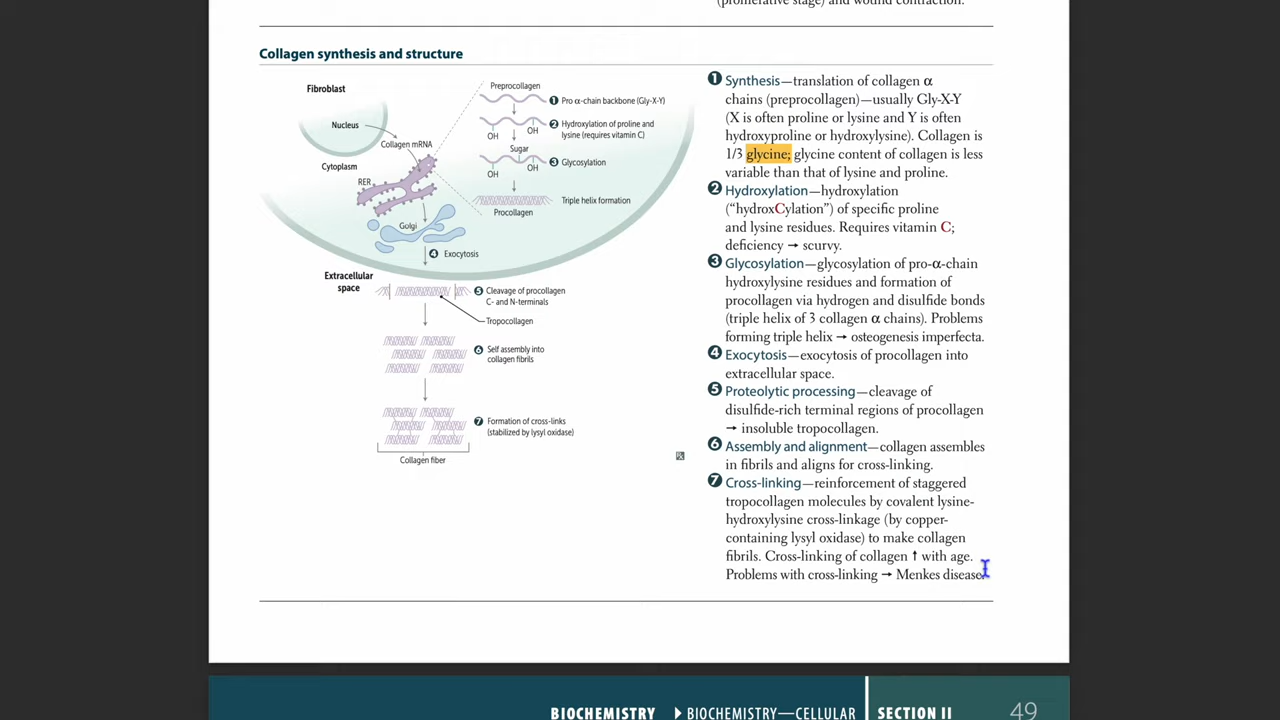 (proliferative stage) and wound contraction.
Collagen synthesis and structure
Fibroblast
Nucleus
Collagen mRNA
Cytoplasm
RER
Golgi
4 Exocytosis
Preprocollagen
1 Pro α-chain backbone (Gly-X-Y)
2 Hydroxylation of proline and
lysine (requires vitamin C)
OH
OH
Sugar
3 Glycosylation
OH
OH
Triple helix formation
Procollagen
Extracellular
space
5 Cleavage of procollagen
C- and N-terminals
Tropocollagen
6 Self assembly into
collagen fibrils
7 Formation of cross-links
(stabilized by lysyl oxidase)
Collagen fiber
1 Synthesis—translation of collagen α
chains (preprocollagen)—usually Gly-X-Y
(X is often proline or lysine and Y is often
hydroxyproline or hydroxylysine). Collagen is
1/3 glycine; glycine content of collagen is less
variable than that of lysine and proline.
2 Hydroxylation—hydroxylation
(“hydroxCylation”) of specific proline
and lysine residues. Requires vitamin C;
deficiency → scurvy.
3 Glycosylation—glycosylation of pro-α-chain
hydroxylysine residues and formation of
procollagen via hydrogen and disulfide bonds
(triple helix of 3 collagen α chains). Problems
forming triple helix → osteogenesis imperfecta.
4 Exocytosis—exocytosis of procollagen into
extracellular space.
5 Proteolytic processing—cleavage of
disulfide-rich terminal regions of procollagen
→ insoluble tropocollagen.
6 Assembly and alignment—collagen assembles
in fibrils and aligns for cross-linking.
7 Cross-linking—reinforcement of staggered
tropocollagen molecules by covalent lysine-
hydroxylysine cross-linkage (by copper-
containing lysyl oxidase) to make collagen
fibrils. Cross-linking of collagen ↑ with age.
Problems with cross-linking → Menkes disease.
BIOCHEMISTRY ▶ BIOCHEMISTRY—CELLULAR SECTION II 49